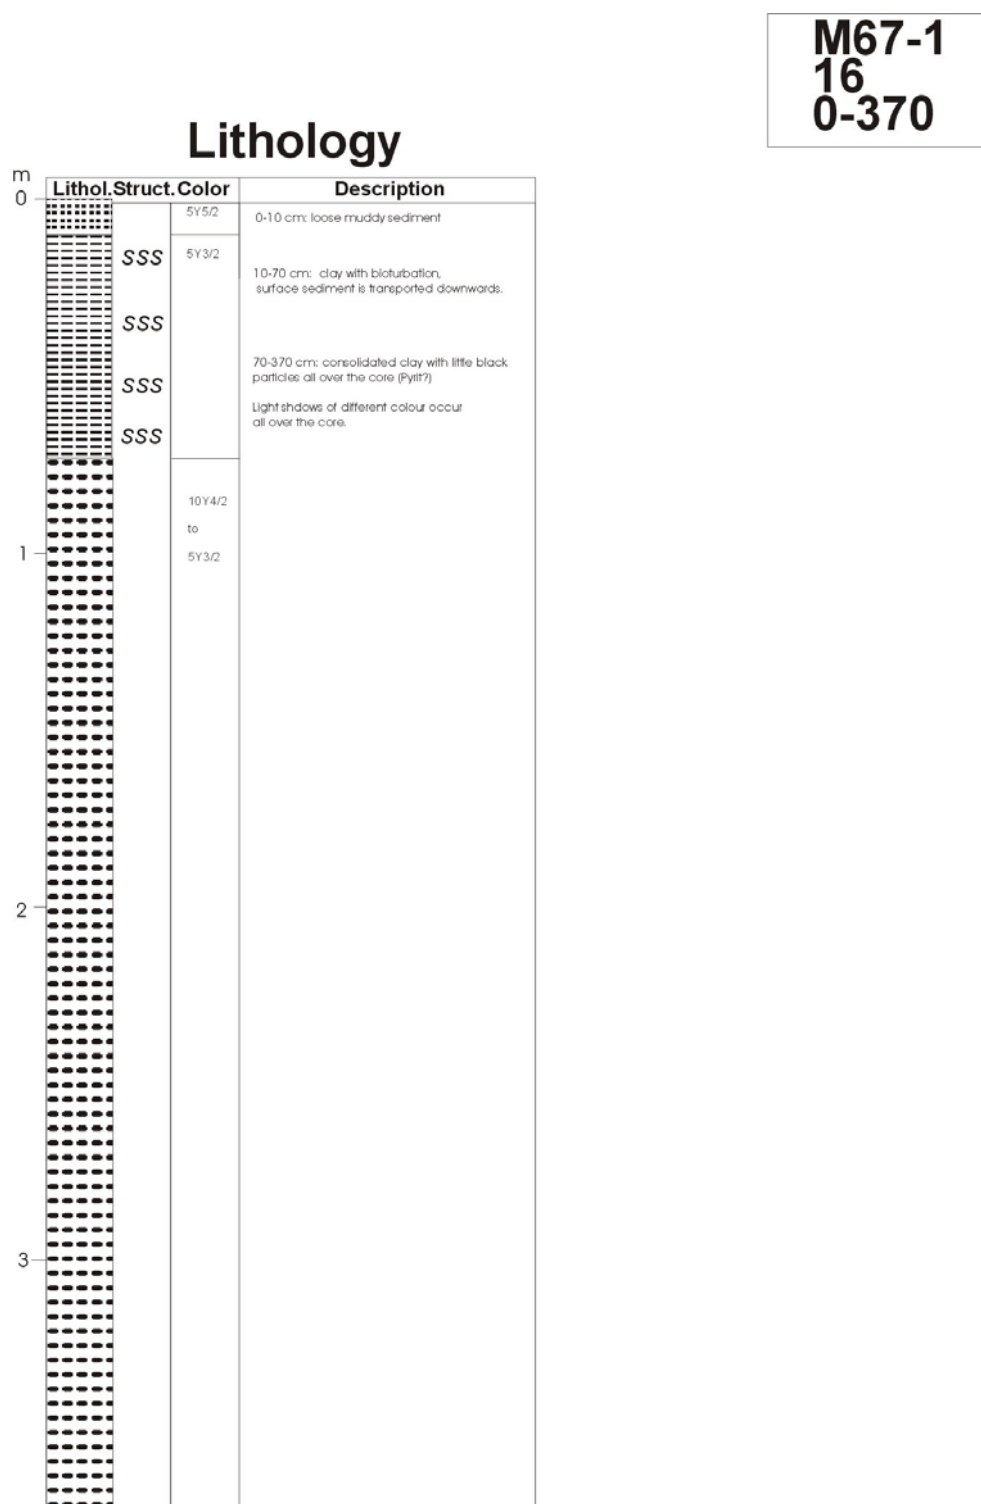 M67-1
16
0-370
Lithology
m
Lithol. Struct. Color Description
0
5Y5/2
0-10 cm: loose muddy sediment
SSS
5Y3/2
10-70 cm: clay with bioturbation,
surface sediment is transported downwards.
SSS
70-370 cm: consolidated clay with little black
particles all over the core (Pyrit?)
SSS
Light shdows of different colour occur
all over the core.
SSS
10Y4/2
to
1
5Y3/2
2
3